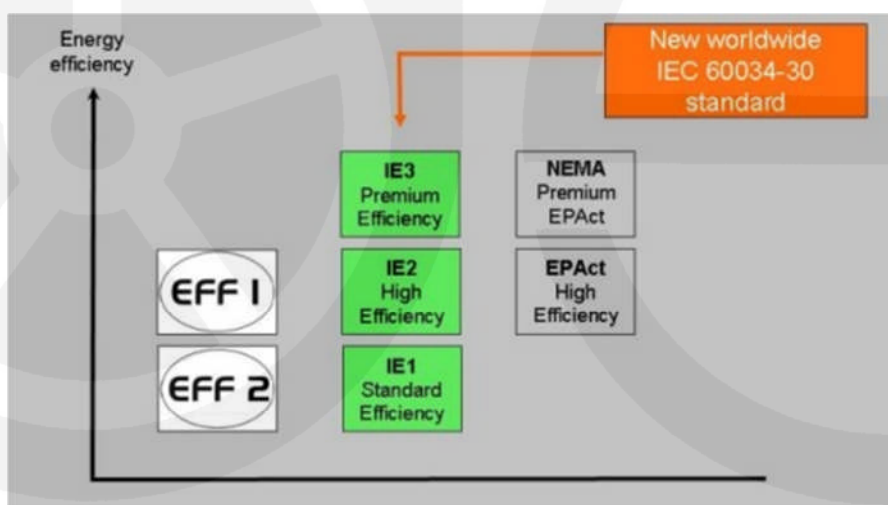 Energy
efficiency
New worldwide
IEC 60034-30
standard
IE3
Premium
Efficiency
NEMA
Premium
EPAct
EFF 1
IE2
High
Efficiency
EPAct
High
Efficiency
EFF 2
IE1
Standard
Efficiency